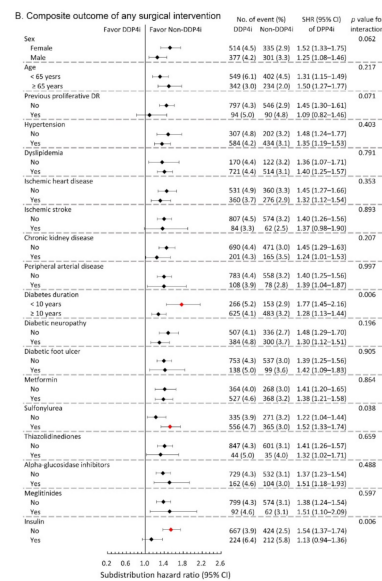 B. Composite outcome of any surgical intervention
No. of event (%) SHR (95% CI) p value for
Favor DDP4i Favor Non-DDP4i DDP4i Non-DDP4i of DPP4i interaction
Sex 0.062
Female 514 (4.5) 335 (2.9) 1.52 (1.33–1.75)
Male 377 (4.2) 301 (3.3) 1.25 (1.08–1.46)
Age 0.217
< 65 years 549 (6.1) 402 (4.5) 1.31 (1.15–1.49)
≥ 65 years 342 (3.0) 234 (2.0) 1.50 (1.27–1.77)
Previous proliferative DR 0.071
No 797 (4.3) 546 (2.9) 1.45 (1.30–1.61)
Yes 94 (5.0) 90 (4.8) 1.09 (0.82–1.46)
Hypertension 0.403
No 307 (4.8) 202 (3.2) 1.48 (1.24–1.77)
Yes 584 (4.2) 434 (3.1) 1.35 (1.19–1.53)
Dyslipidemia 0.791
No 170 (4.4) 122 (3.2) 1.36 (1.07–1.71)
Yes 721 (4.4) 514 (3.1) 1.40 (1.25–1.57)
Ischemic heart disease 0.353
No 531 (4.9) 360 (3.3) 1.45 (1.27–1.66)
Yes 360 (3.7) 276 (2.9) 1.32 (1.12–1.54)
Ischemic stroke 0.893
No 807 (4.5) 574 (3.2) 1.40 (1.26–1.56)
Yes 84 (3.3) 62 (2.5) 1.37 (0.98–1.90)
Chronic kidney disease 0.207
No 690 (4.4) 471 (3.0) 1.45 (1.29–1.63)
Yes 201 (4.3) 165 (3.5) 1.24 (1.01–1.53)
Peripheral arterial disease 0.997
No 783 (4.4) 558 (3.2) 1.40 (1.25–1.56)
Yes 108 (3.9) 78 (2.8) 1.39 (1.04–1.87)
Diabetes duration 0.006
< 10 years 266 (5.2) 153 (2.9) 1.77 (1.45–2.16)
≥ 10 years 625 (4.1) 483 (3.2) 1.28 (1.13–1.44)
Diabetic neuropathy 0.196
No 507 (4.1) 336 (2.7) 1.48 (1.29–1.70)
Yes 384 (4.8) 300 (3.7) 1.30 (1.12–1.51)
Diabetic foot ulcer 0.905
No 753 (4.3) 537 (3.0) 1.39 (1.25–1.56)
Yes 138 (5.0) 99 (3.6) 1.42 (1.09–1.83)
Metformin 0.864
No 364 (4.0) 268 (3.0) 1.41 (1.20–1.65)
Yes 527 (4.6) 368 (3.2) 1.38 (1.21–1.58)
Sulfonylurea 0.038
No 335 (3.9) 271 (3.2) 1.22 (1.04–1.44)
Yes 556 (4.7) 365 (3.0) 1.52 (1.33–1.74)
Thiazolidinediones 0.659
No 847 (4.3) 601 (3.1) 1.41 (1.26–1.57)
Yes 44 (5.0) 35 (4.0) 1.32 (1.02–1.71)
Alpha-glucosidase inhibitors 0.488
No 729 (4.3) 532 (3.1) 1.37 (1.23–1.54)
Yes 162 (4.6) 104 (3.0) 1.51 (1.18–1.93)
Meglitinides 0.597
No 799 (4.3) 574 (3.1) 1.38 (1.24–1.54)
Yes 92 (4.6) 62 (3.1) 1.51 (1.10–2.09)
Insulin 0.006
No 667 (3.9) 424 (2.5) 1.54 (1.37–1.74)
Yes 224 (6.4) 212 (5.8) 1.13 (0.94–1.36)
0.2 0.6 1.0 1.4 1.8 2.2 2.6
Subdistribution hazard ratio (95% CI)